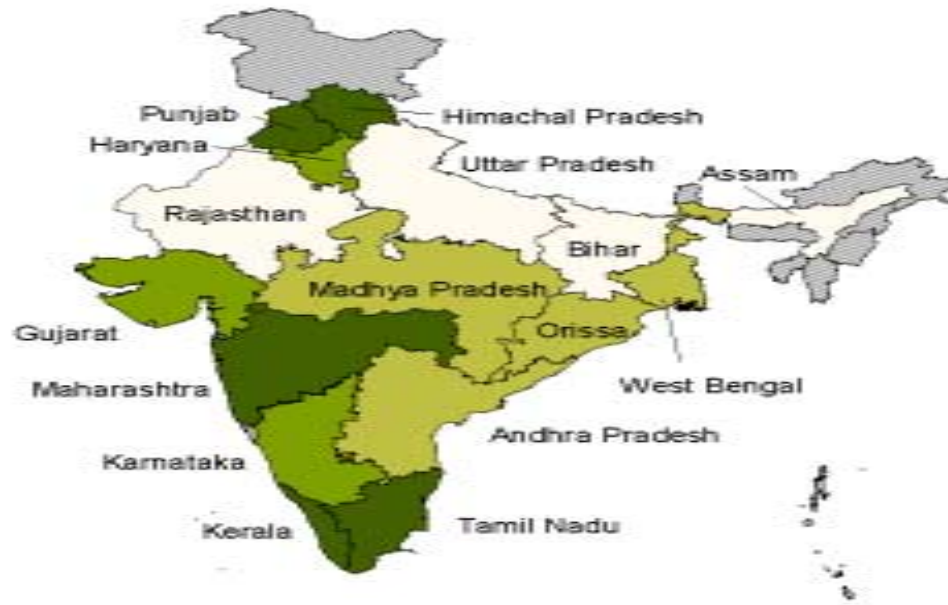 Punjab
Himachal Pradesh
Haryana
Uttar Pradesh
Assam
Rajasthan
Bihar
Madhya Pradesh
Orissa
Gujarat
Maharashtra
West Bengal
Andhra Pradesh
Karnataka
Kerala
Tamil Nadu